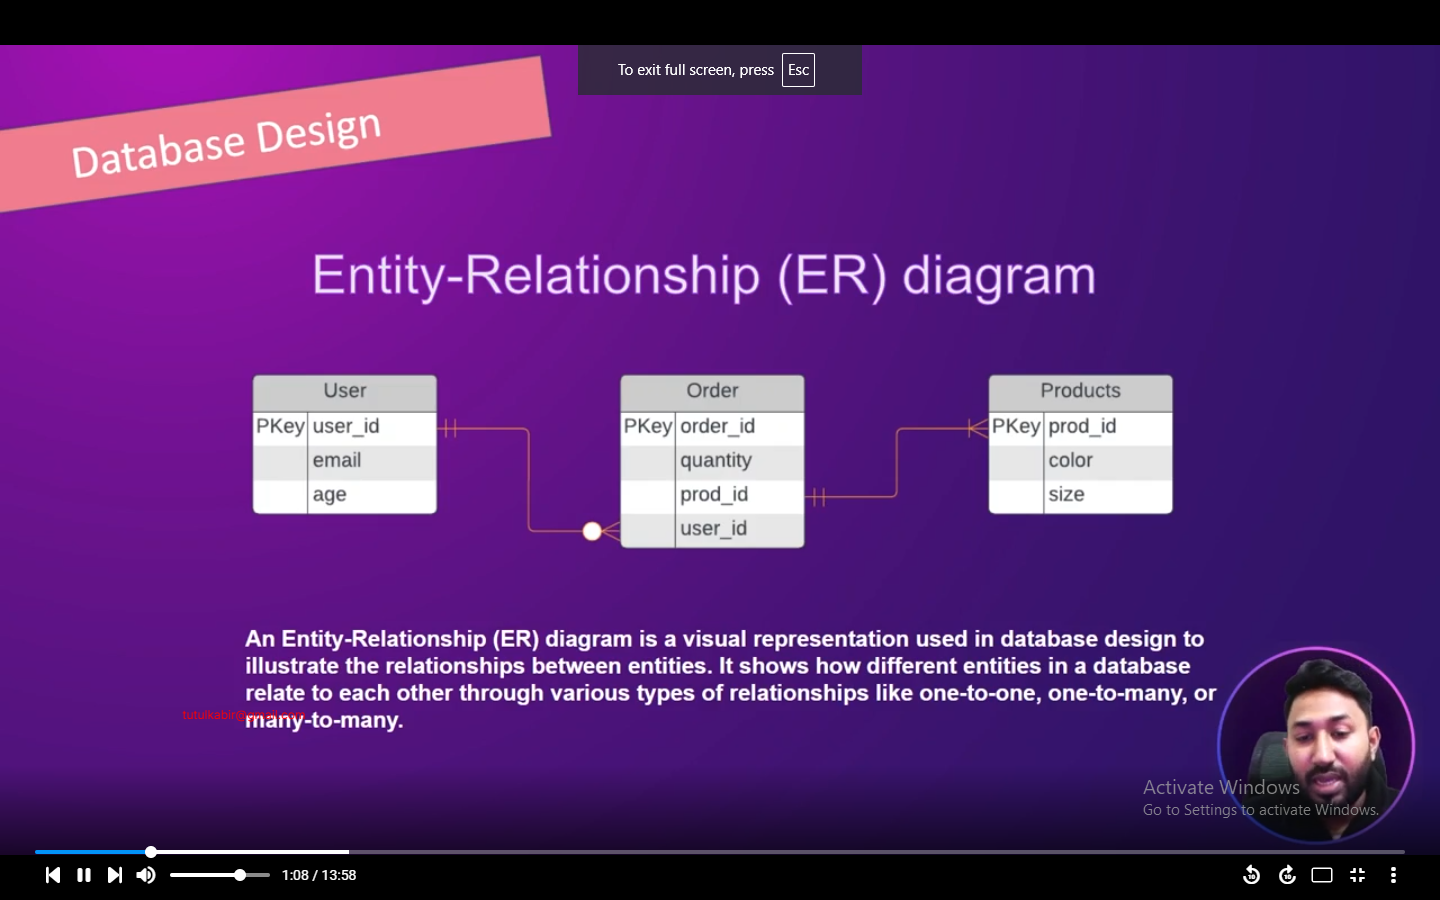 To exit full screen, press Esc
Database Design
Entity-Relationship (ER) diagram
User
PKey user_id
email
age
Order
PKey order_id
quantity
prod_id
user_id
Products
PKey prod_id
color
size
An Entity-Relationship (ER) diagram is a visual representation used in database design to
illustrate the relationships between entities. It shows how different entities in a database
relate to each other through various types of relationships like one-to-one, one-to-many, or
many-to-many.
tutulkabir@gmail.com
Activate Windows
Go to Settings to activate Windows.
1:08 / 13:58
10
10